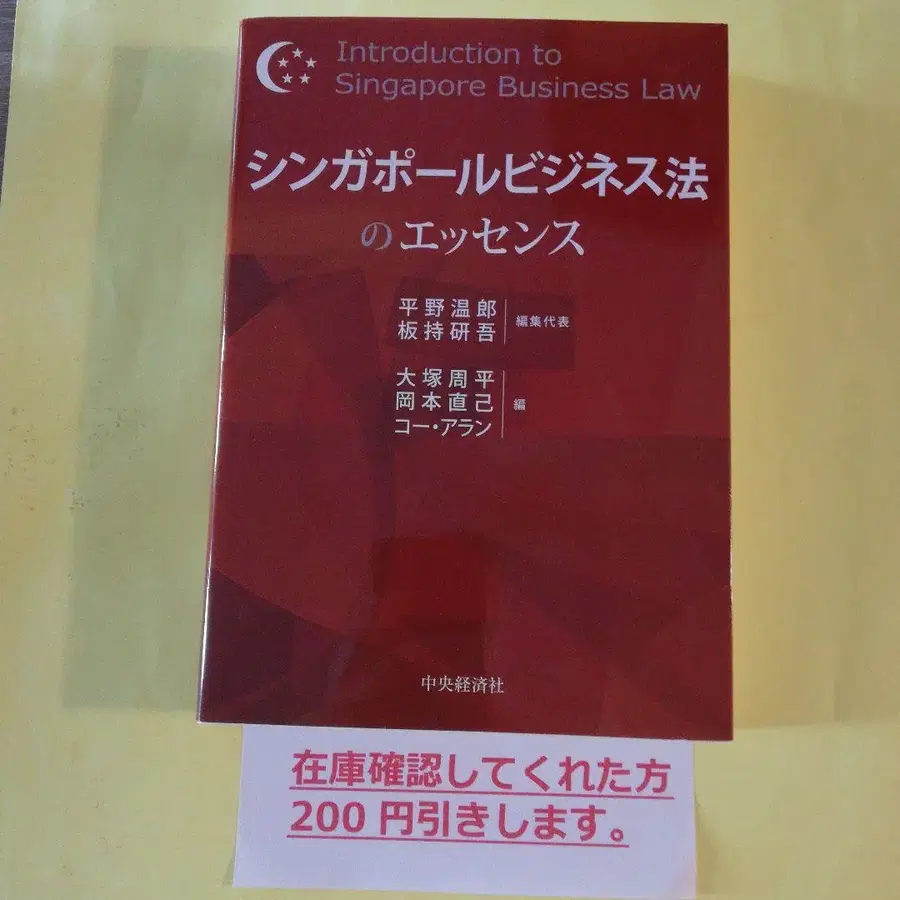 Introduction to
Singapore Business Law
シンガポールビジネス法
のエッセンス
平野温郎
板持研吾
編集代表
大塚周平
岡本直己
コー・アラン
編
中央経済社
在庫確認してくれた方
200円引きします。